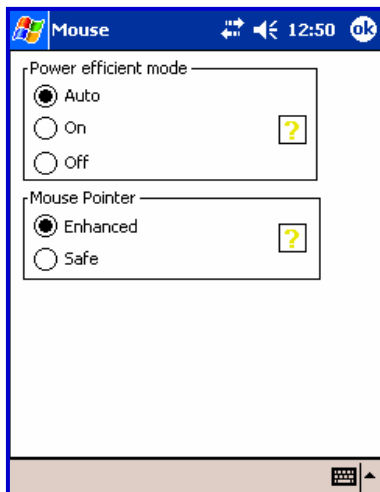 Mouse 12:50 ok
Power efficient mode
Auto
On
?
Off
Mouse Pointer
Enhanced
?
Safe